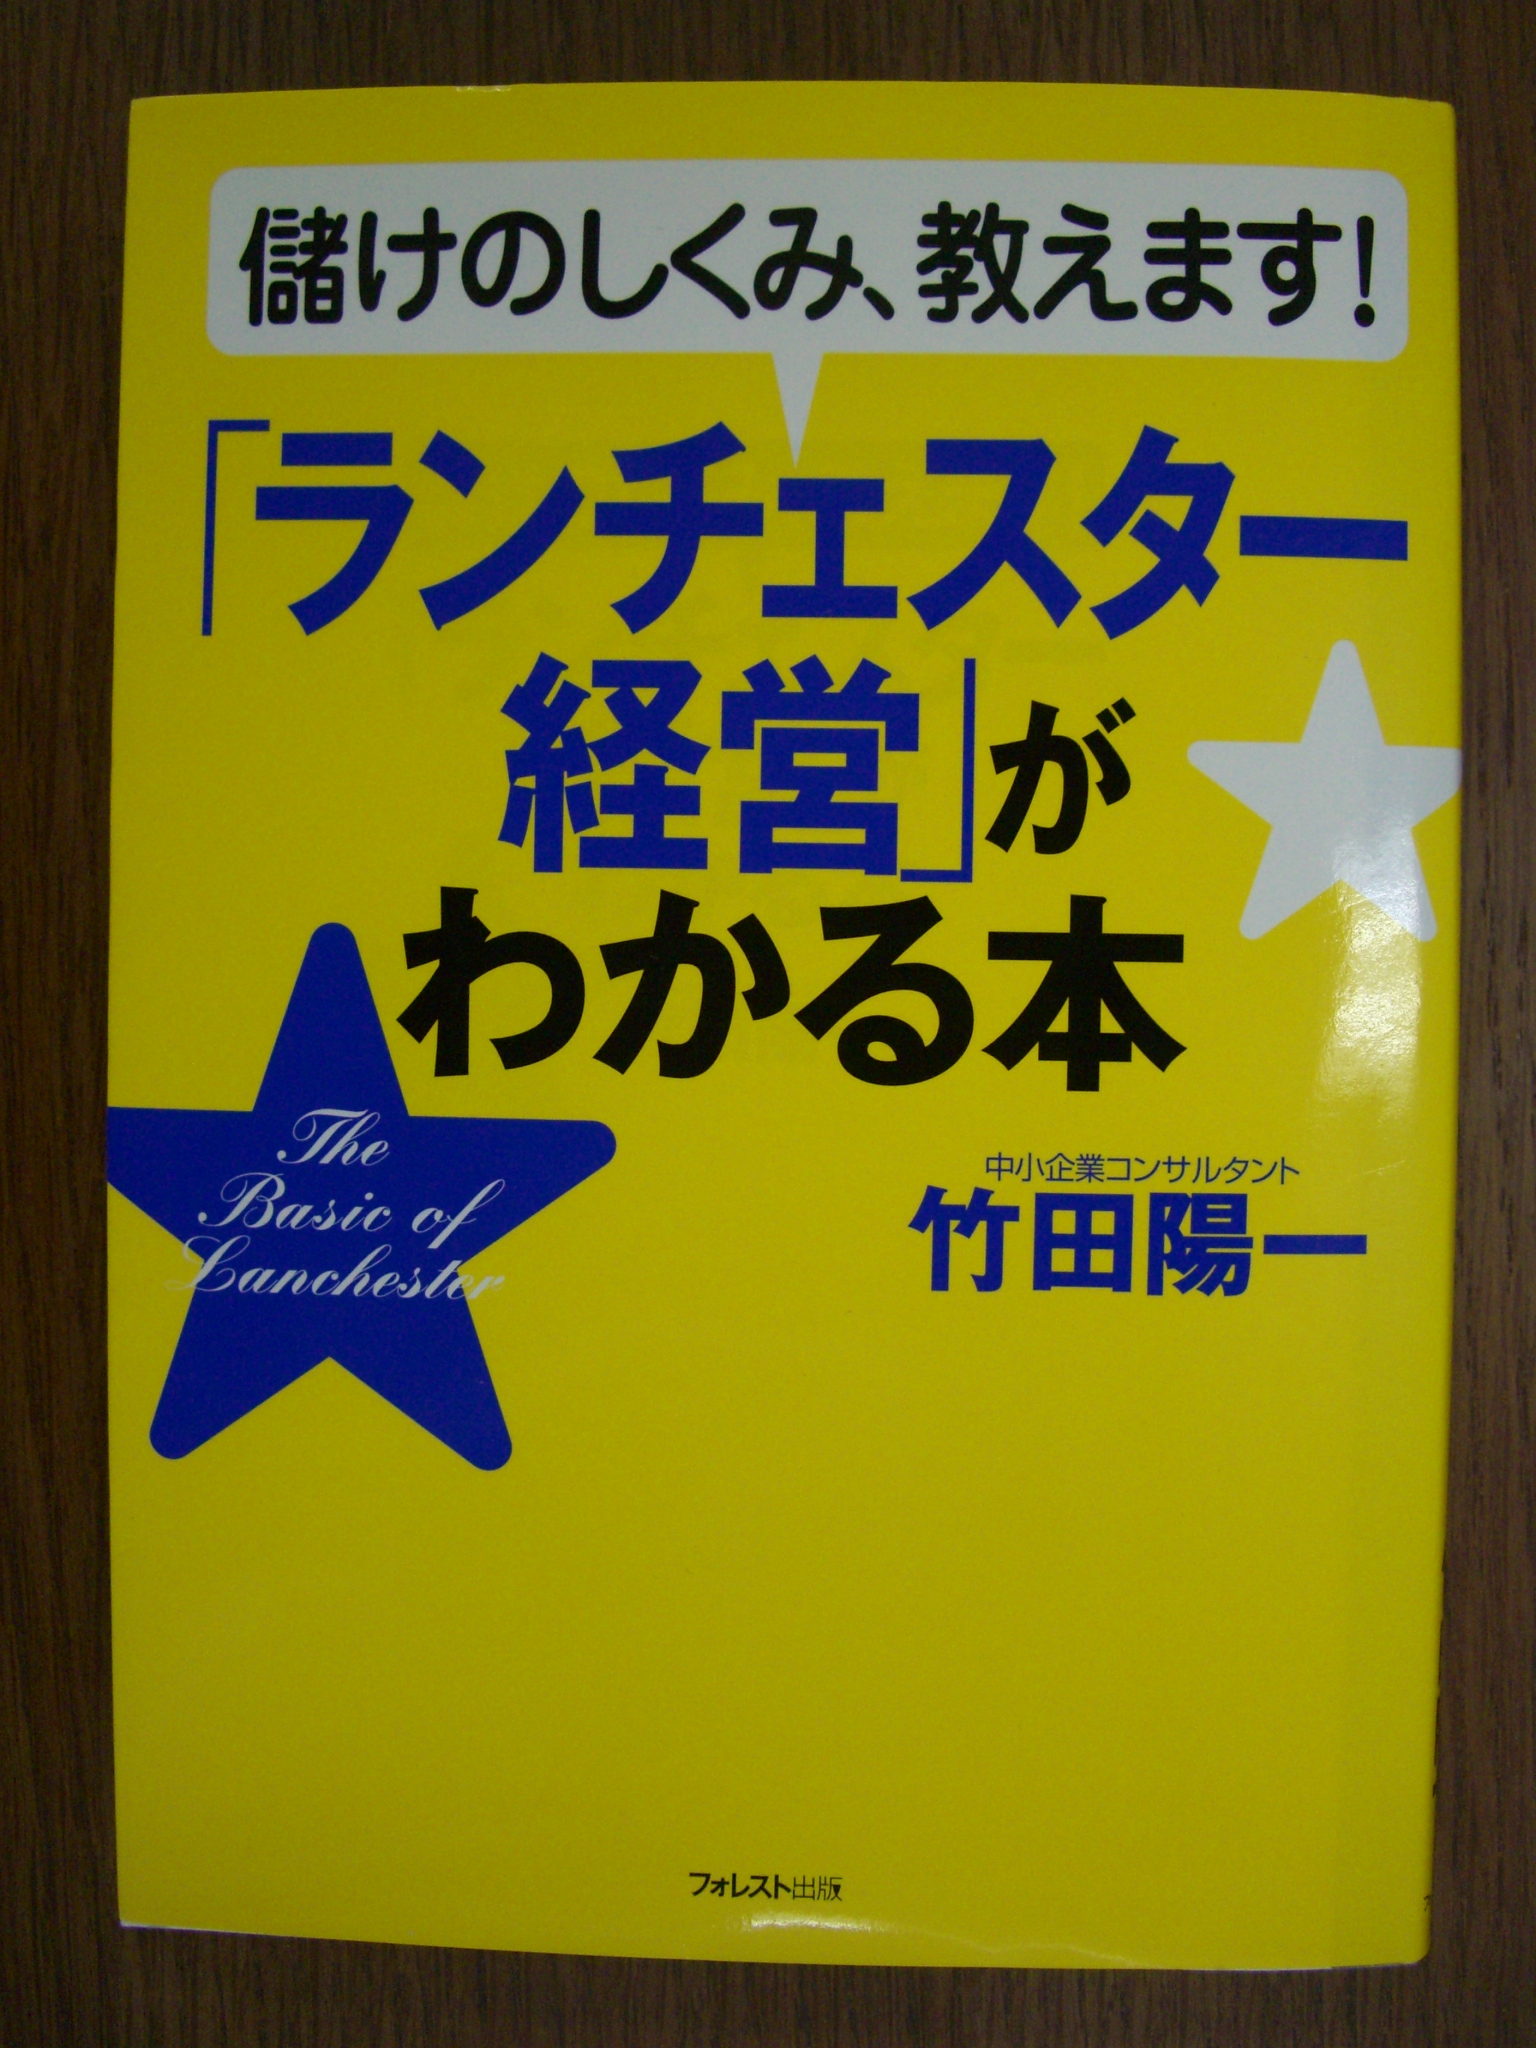 儲けのしくみ、教えます!
「ランチェスター
経営」が
わかる本
The
Basic of
Lanchester
中小企業コンサルタント
竹田陽一
フォレスト出版